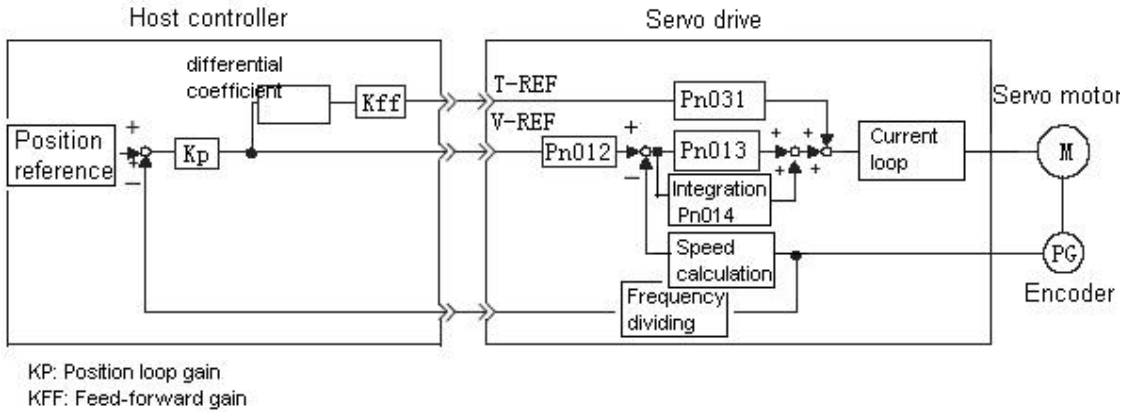 Host controller
Servo drive
differential
coefficient
Kff
T-REF
Pn031
Servo motor
V-REF
Position
reference
+
+
−
Kp
Pn012
+
−
Pn013
+
+
+
+
Current
loop
M
Integration
Pn014
Speed
calculation
PG
Frequency
dividing
Encoder
KP: Position loop gain
KFF: Feed-forward gain